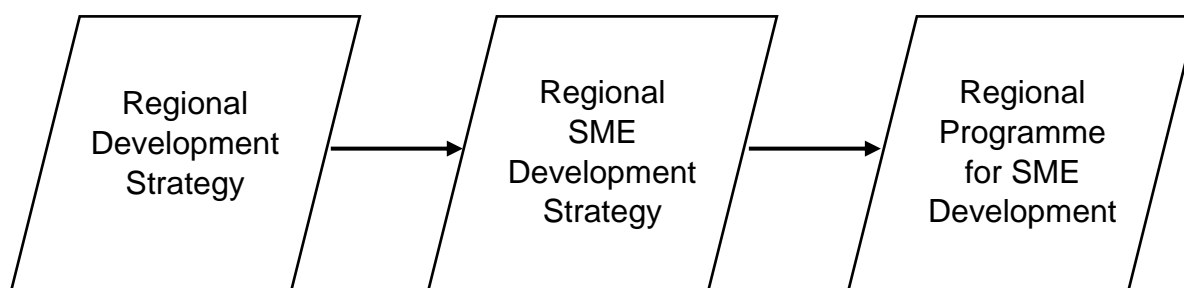 Regional
Development
Strategy
Regional
SME
Development
Strategy
Regional
Programme
for SME
Development